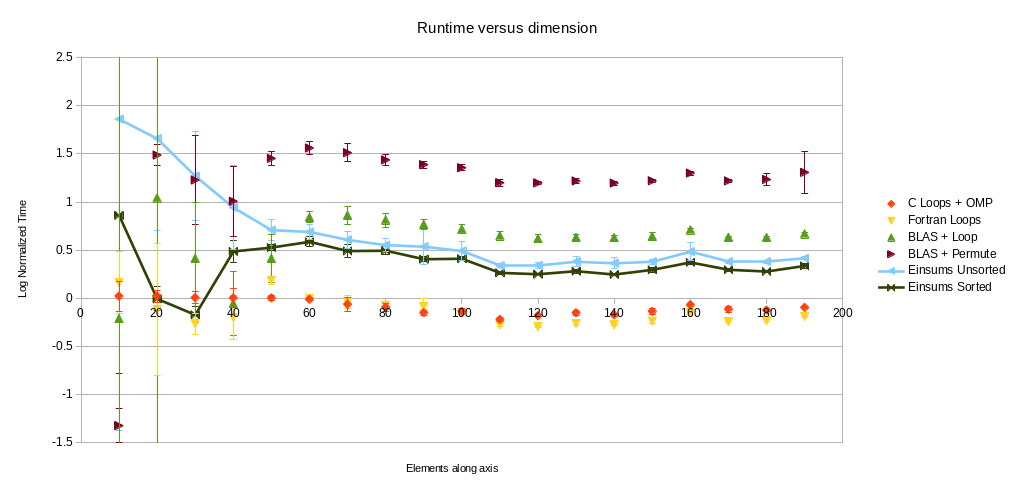 Runtime versus dimension
Log Normalized Time
2.5
2
1.5
1
0.5
0
-0.5
-1
-1.5
0 20 40 60 80 100 120 140 160 180 200
Elements along axis
C Loops + OMP
Fortran Loops
BLAS + Loop
BLAS + Permute
Einsums Unsorted
Einsums Sorted